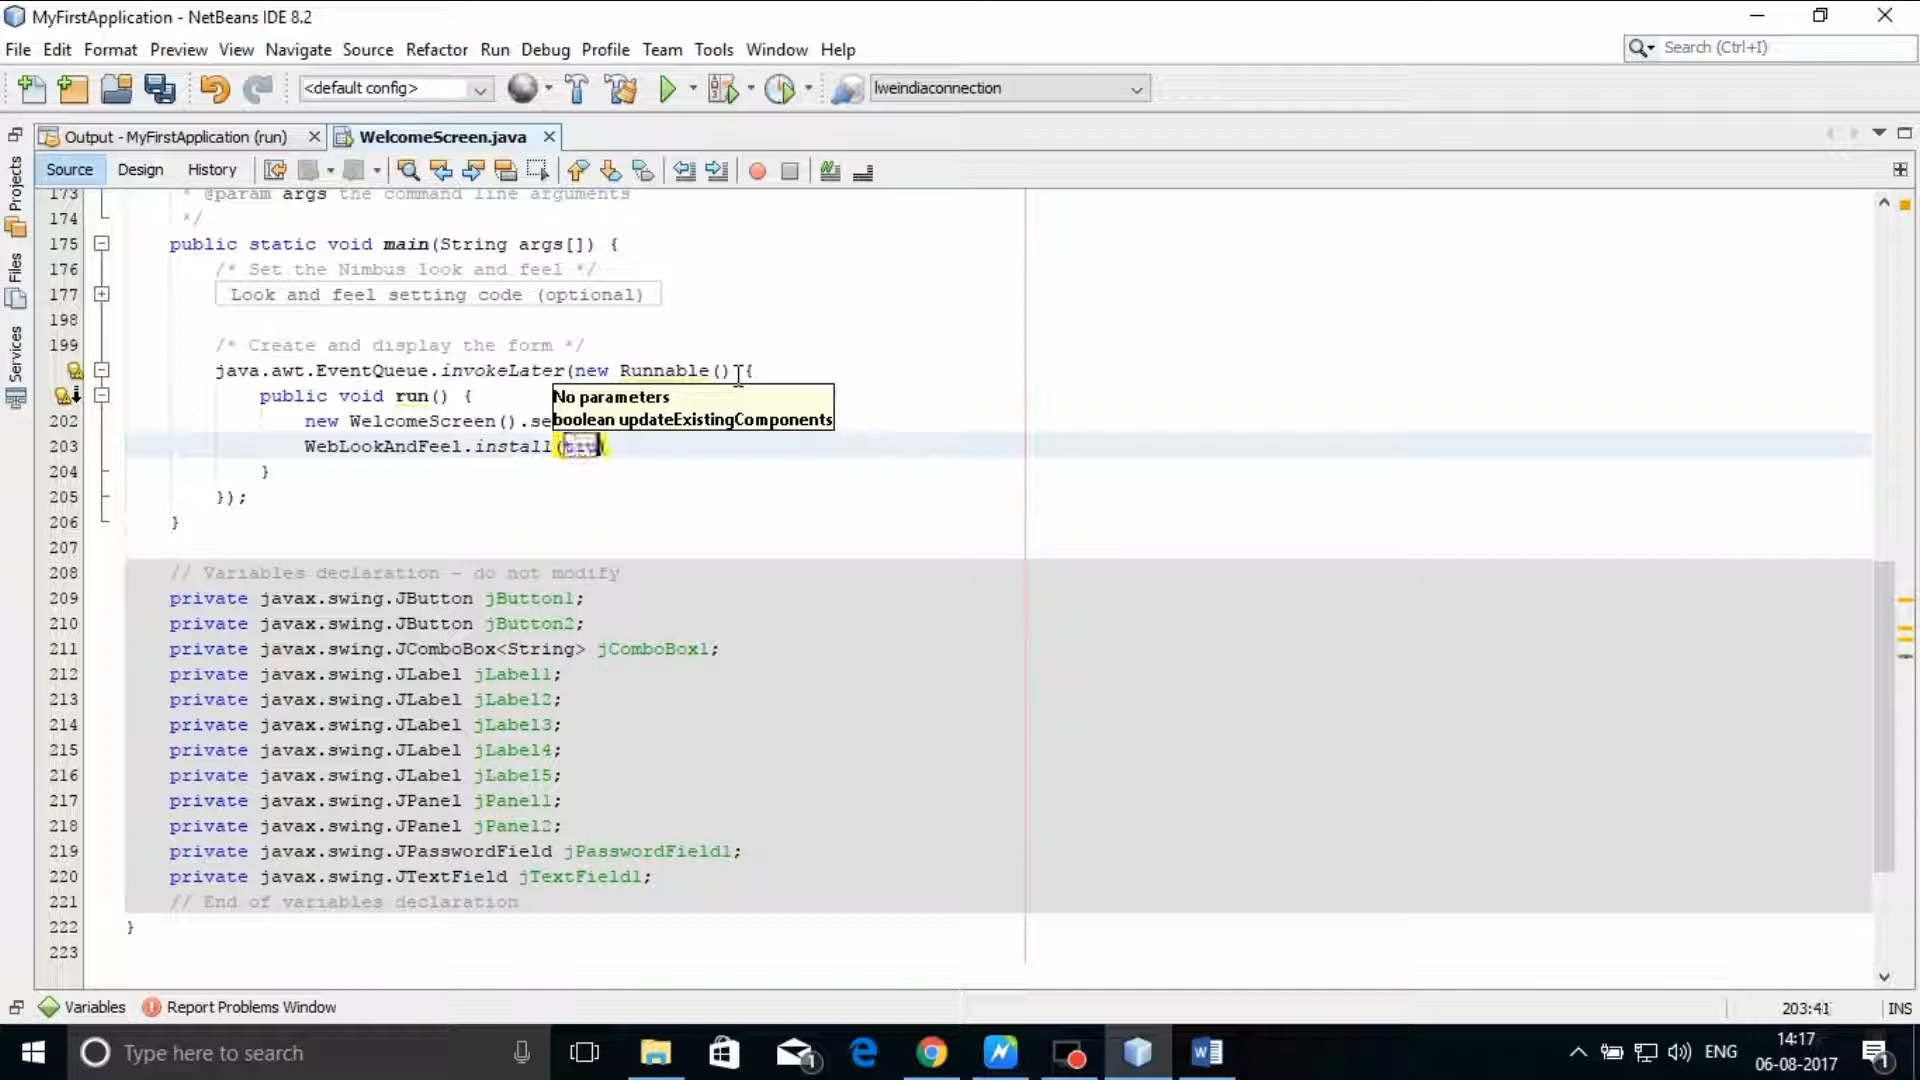 MyFirstApplication - NetBeans IDE 8.2
File Edit Format Preview View Navigate Source Refactor Run Debug Profile Team Tools Window Help
Search (Ctrl+I)
<default config>
lweindiaconnection
Output - MyFirstApplication (run)
WelcomeScreen.java
Source Design History
Projects
Files
Services
173 * @param args the command line arguments
174 */
175 public static void main(String args[]) {
176 /* Set the Nimbus look and feel */
177 Look and feel setting code (optional)
198
199 /* Create and display the form */
java.awt.EventQueue.invokeLater(new Runnable() {
public void run() {
No parameters
boolean updateExistingComponents
202 new WelcomeScreen().se
203 WebLookAndFeel.install(
204 }
205 });
206 }
207
208 // Variables declaration - do not modify
209 private javax.swing.JButton jButton1;
210 private javax.swing.JButton jButton2;
211 private javax.swing.JComboBox<String> jComboBox1;
212 private javax.swing.JLabel jLabel1;
213 private javax.swing.JLabel jLabel2;
214 private javax.swing.JLabel jLabel3;
215 private javax.swing.JLabel jLabel4;
216 private javax.swing.JLabel jLabel5;
217 private javax.swing.JPanel jPanel1;
218 private javax.swing.JPanel jPanel2;
219 private javax.swing.JPasswordField jPasswordField1;
220 private javax.swing.JTextField jTextField1;
221 // End of variables declaration
222 }
223
Variables Report Problems Window
203:41 INS
Type here to search
1
ENG
14:17
06-08-2017
1